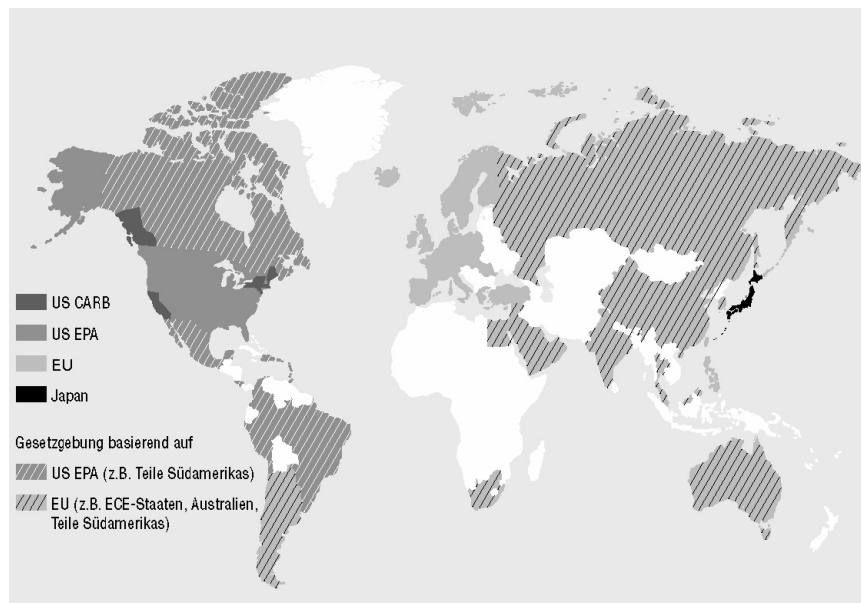 US CARB
US EPA
EU
Japan
Gesetzgebung basierend auf
US EPA (z.B. Teile Südamerikas)
EU (z.B. ECE-Staaten, Australien,
Teile Südamerikas)